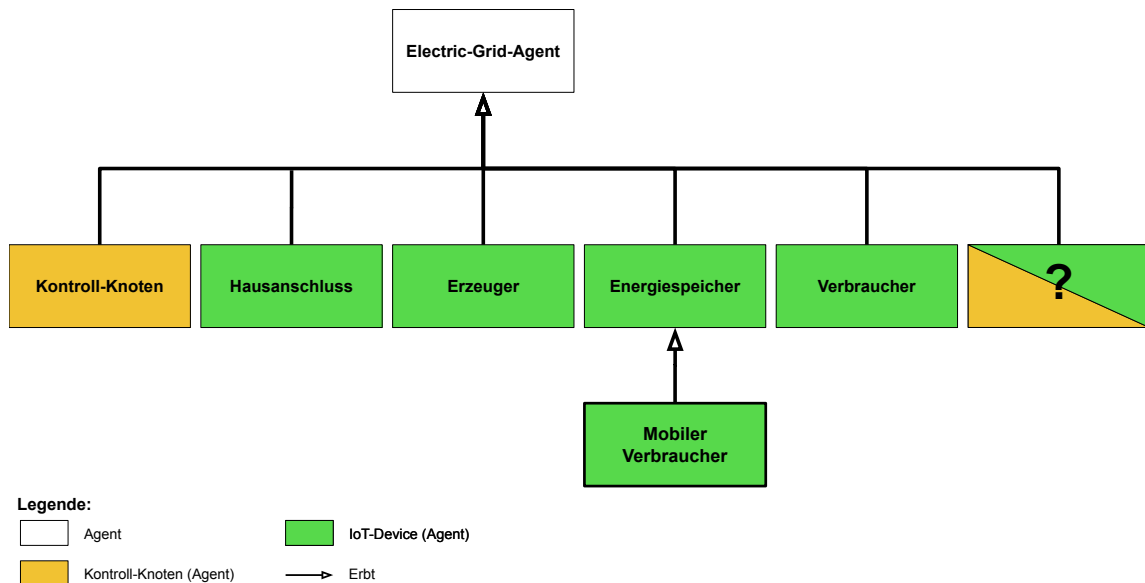 Electric-Grid-Agent
Kontroll-Knoten
Hausanschluss
Erzeuger
Energiespeicher
Verbraucher
?
Mobiler
Verbraucher
Legende:
Agent
IoT-Device (Agent)
Kontroll-Knoten (Agent)
Erbt